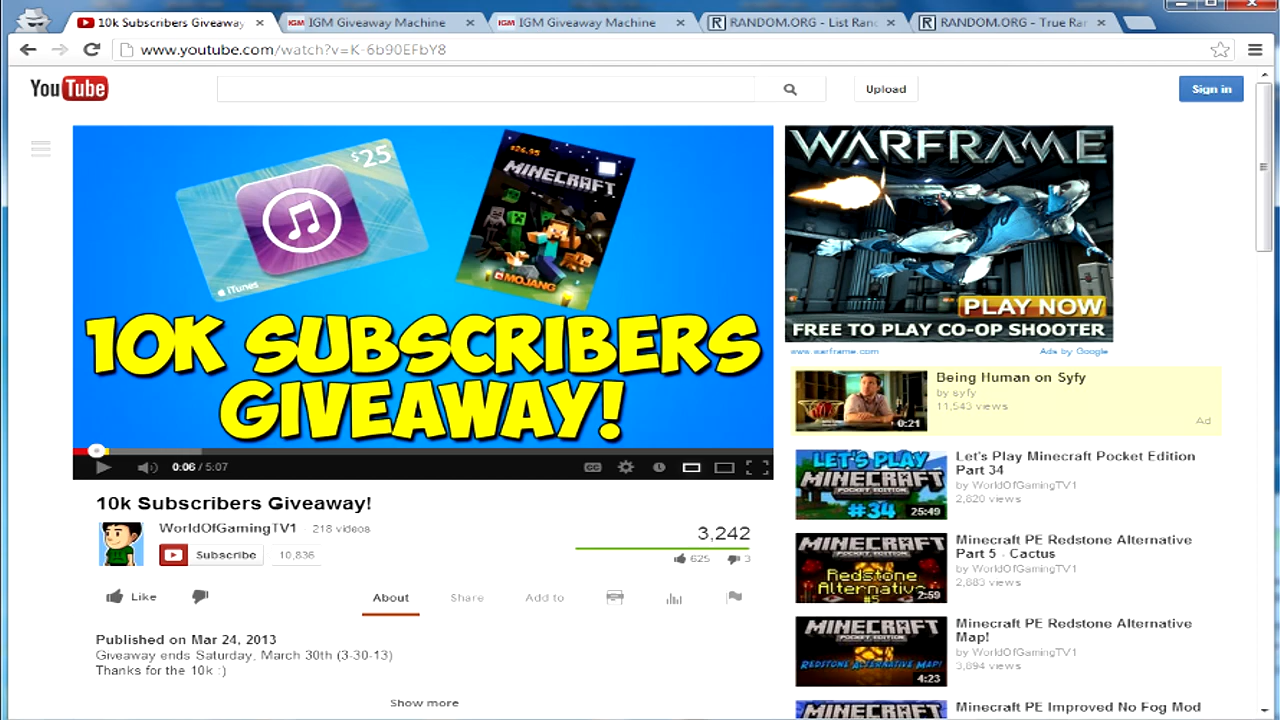 10k Subscribers Giveaway
IGM Giveaway Machine
IGM Giveaway Machine
RANDOM.ORG - List Ran
RANDOM.ORG - True Ra
www.youtube.com/watch?v=K-6b90EFbY8
YouTube
Upload
Sign in
$25
iTunes
$26.95
MINECRAFT
MOJANG
10K SUBSCRIBERS
GIVEAWAY!
0:06 / 5:07
CC
WARFRAME
PLAY NOW
FREE TO PLAY CO-OP SHOOTER
www.warframe.com
Ads by Google
Being Human on Syfy
by syfy
11,543 views
0:21
Ad
LET'S PLAY
MINECRAFT
POCKET EDITION
#34
25:49
Let's Play Minecraft Pocket Edition
Part 34
by WorldOfGamingTV1
2,820 views
MINECRAFT
POCKET EDITION
Redstone
Alternative
#5
2:59
Minecraft PE Redstone Alternative
Part 5 - Cactus
by WorldOfGamingTV1
2,883 views
MINECRAFT
POCKET EDITION
REDSTONE ALTERNATIVE MAP!
4:23
Minecraft PE Redstone Alternative
Map!
by WorldOfGamingTV1
3,894 views
MINECRAFT
Minecraft PE Improved No Fog Mod
10k Subscribers Giveaway!
WorldOfGamingTV1 218 videos
Subscribe 10,836
3,242
625 3
Like
About Share Add to
Published on Mar 24, 2013
Giveaway ends Saturday, March 30th (3-30-13)
Thanks for the 10k :)
Show more